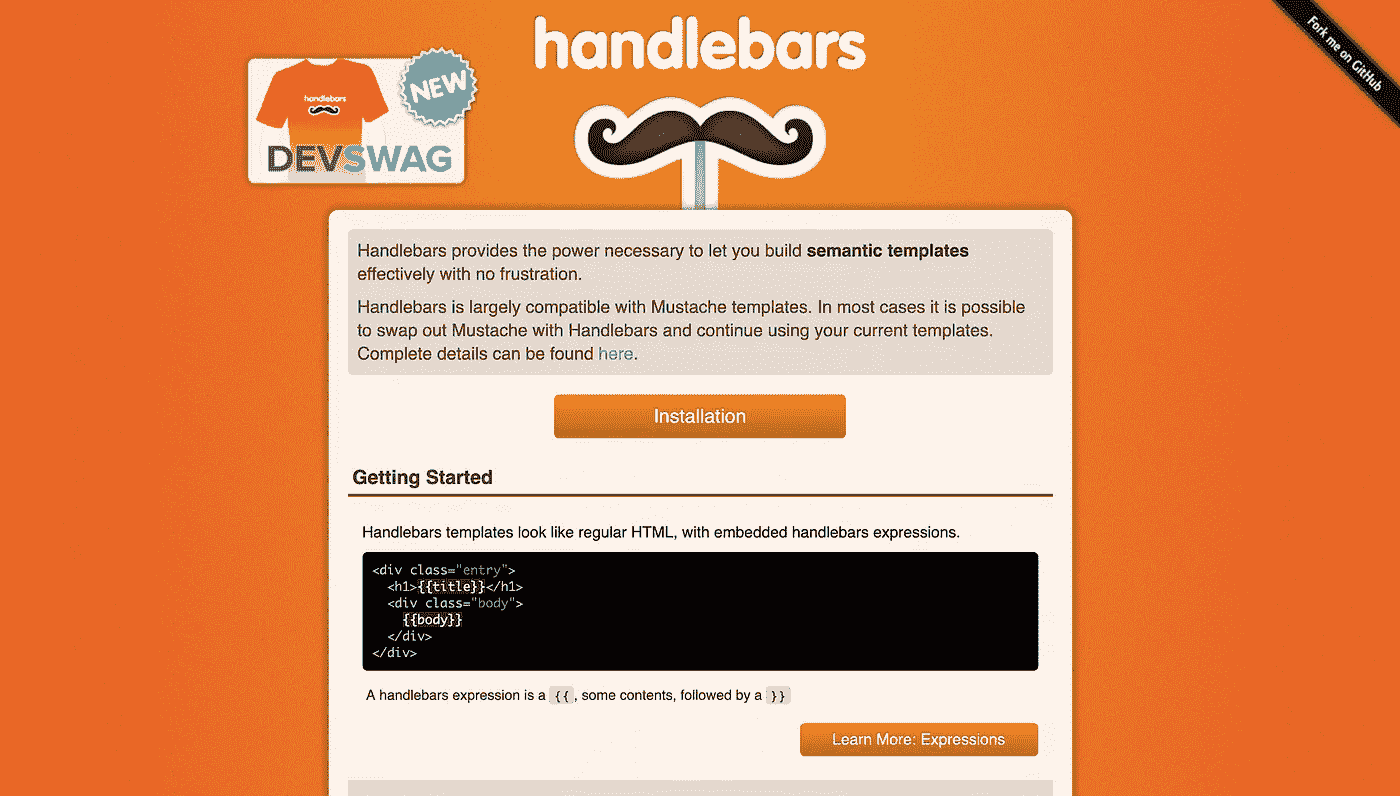 handlebars
Fork me on GitHub
handlebars
NEW
DEVSWAG
Handlebars provides the power necessary to let you build semantic templates
effectively with no frustration.
Handlebars is largely compatible with Mustache templates. In most cases it is possible
to swap out Mustache with Handlebars and continue using your current templates.
Complete details can be found here.
Installation
Getting Started
Handlebars templates look like regular HTML, with embedded handlebars expressions.
<div class="entry">
  <h1>{{title}}</h1>
  <div class="body">
    {{body}}
  </div>
</div>
A handlebars expression is a {{, some contents, followed by a }}
Learn More: Expressions